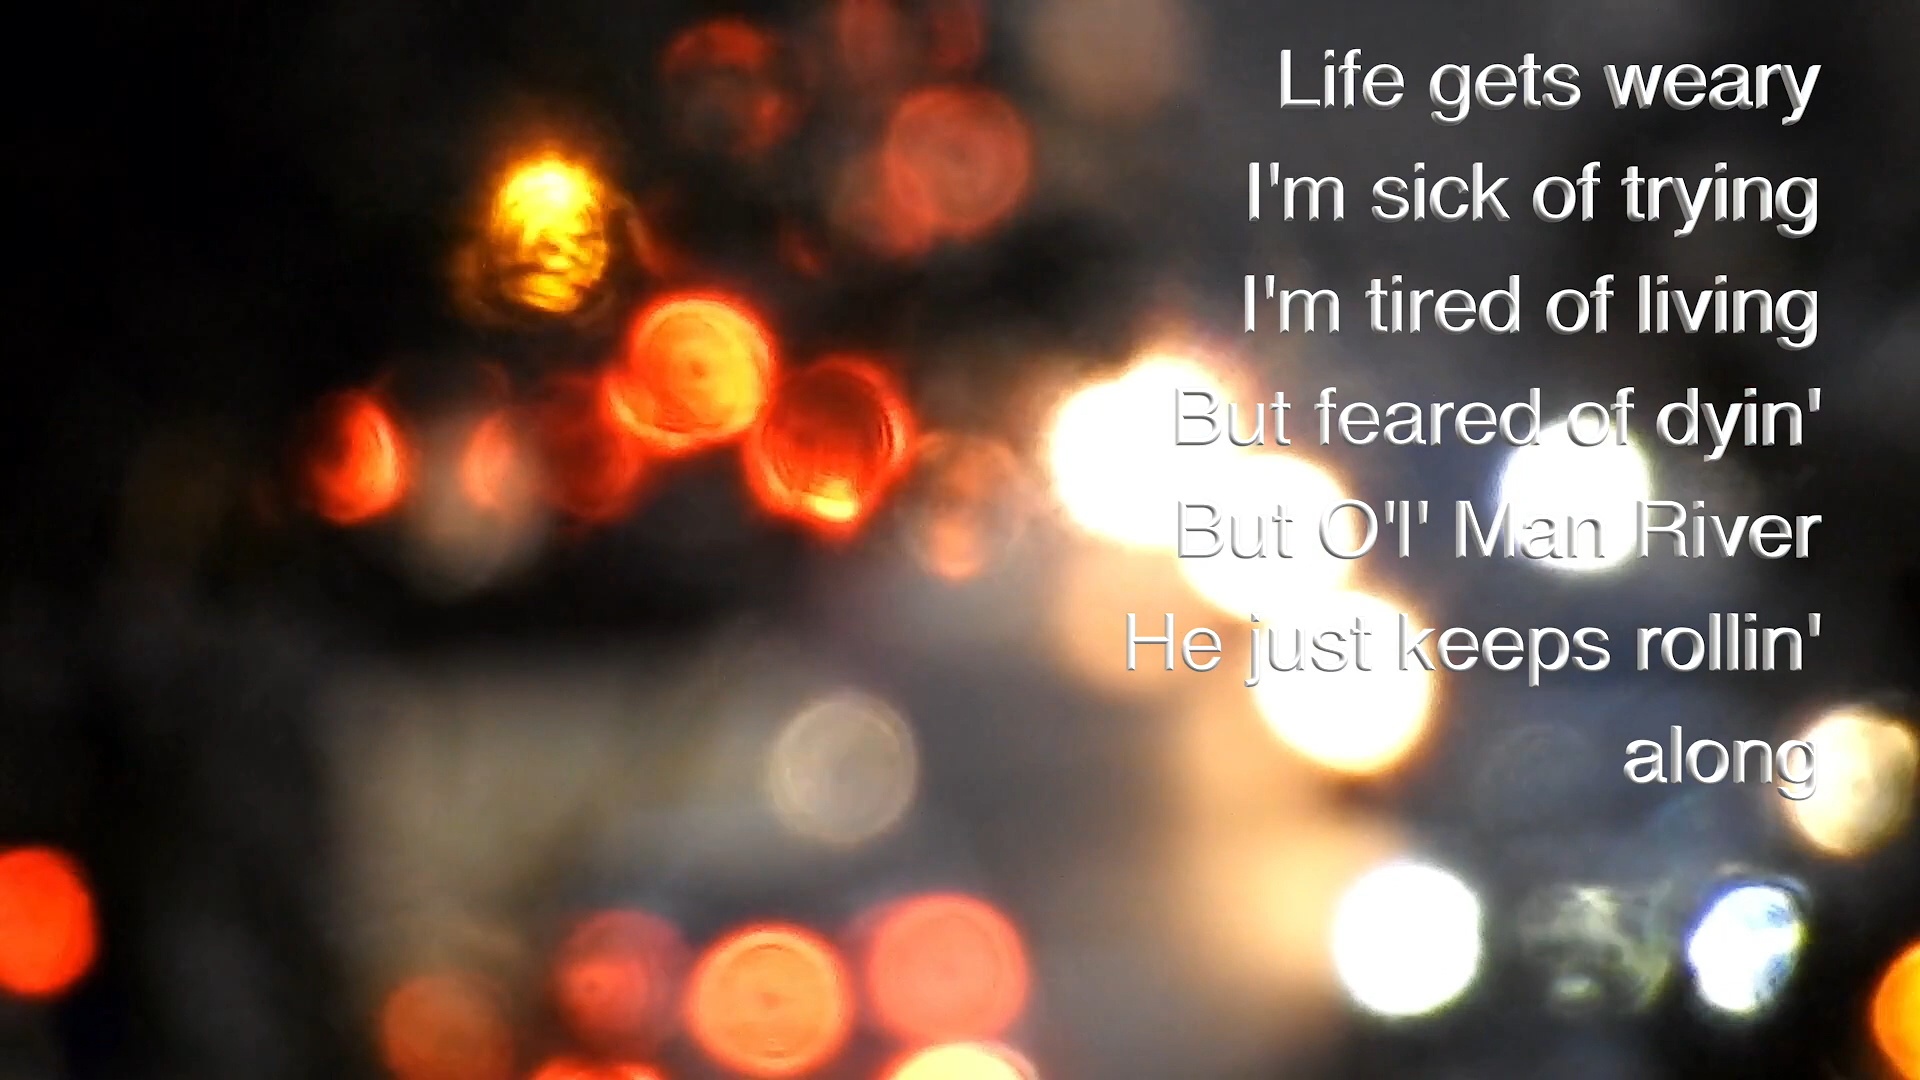 Life gets weary
I'm sick of trying
I'm tired of living
But feared of dyin'
But O'l' Man River
He just keeps rollin'
along